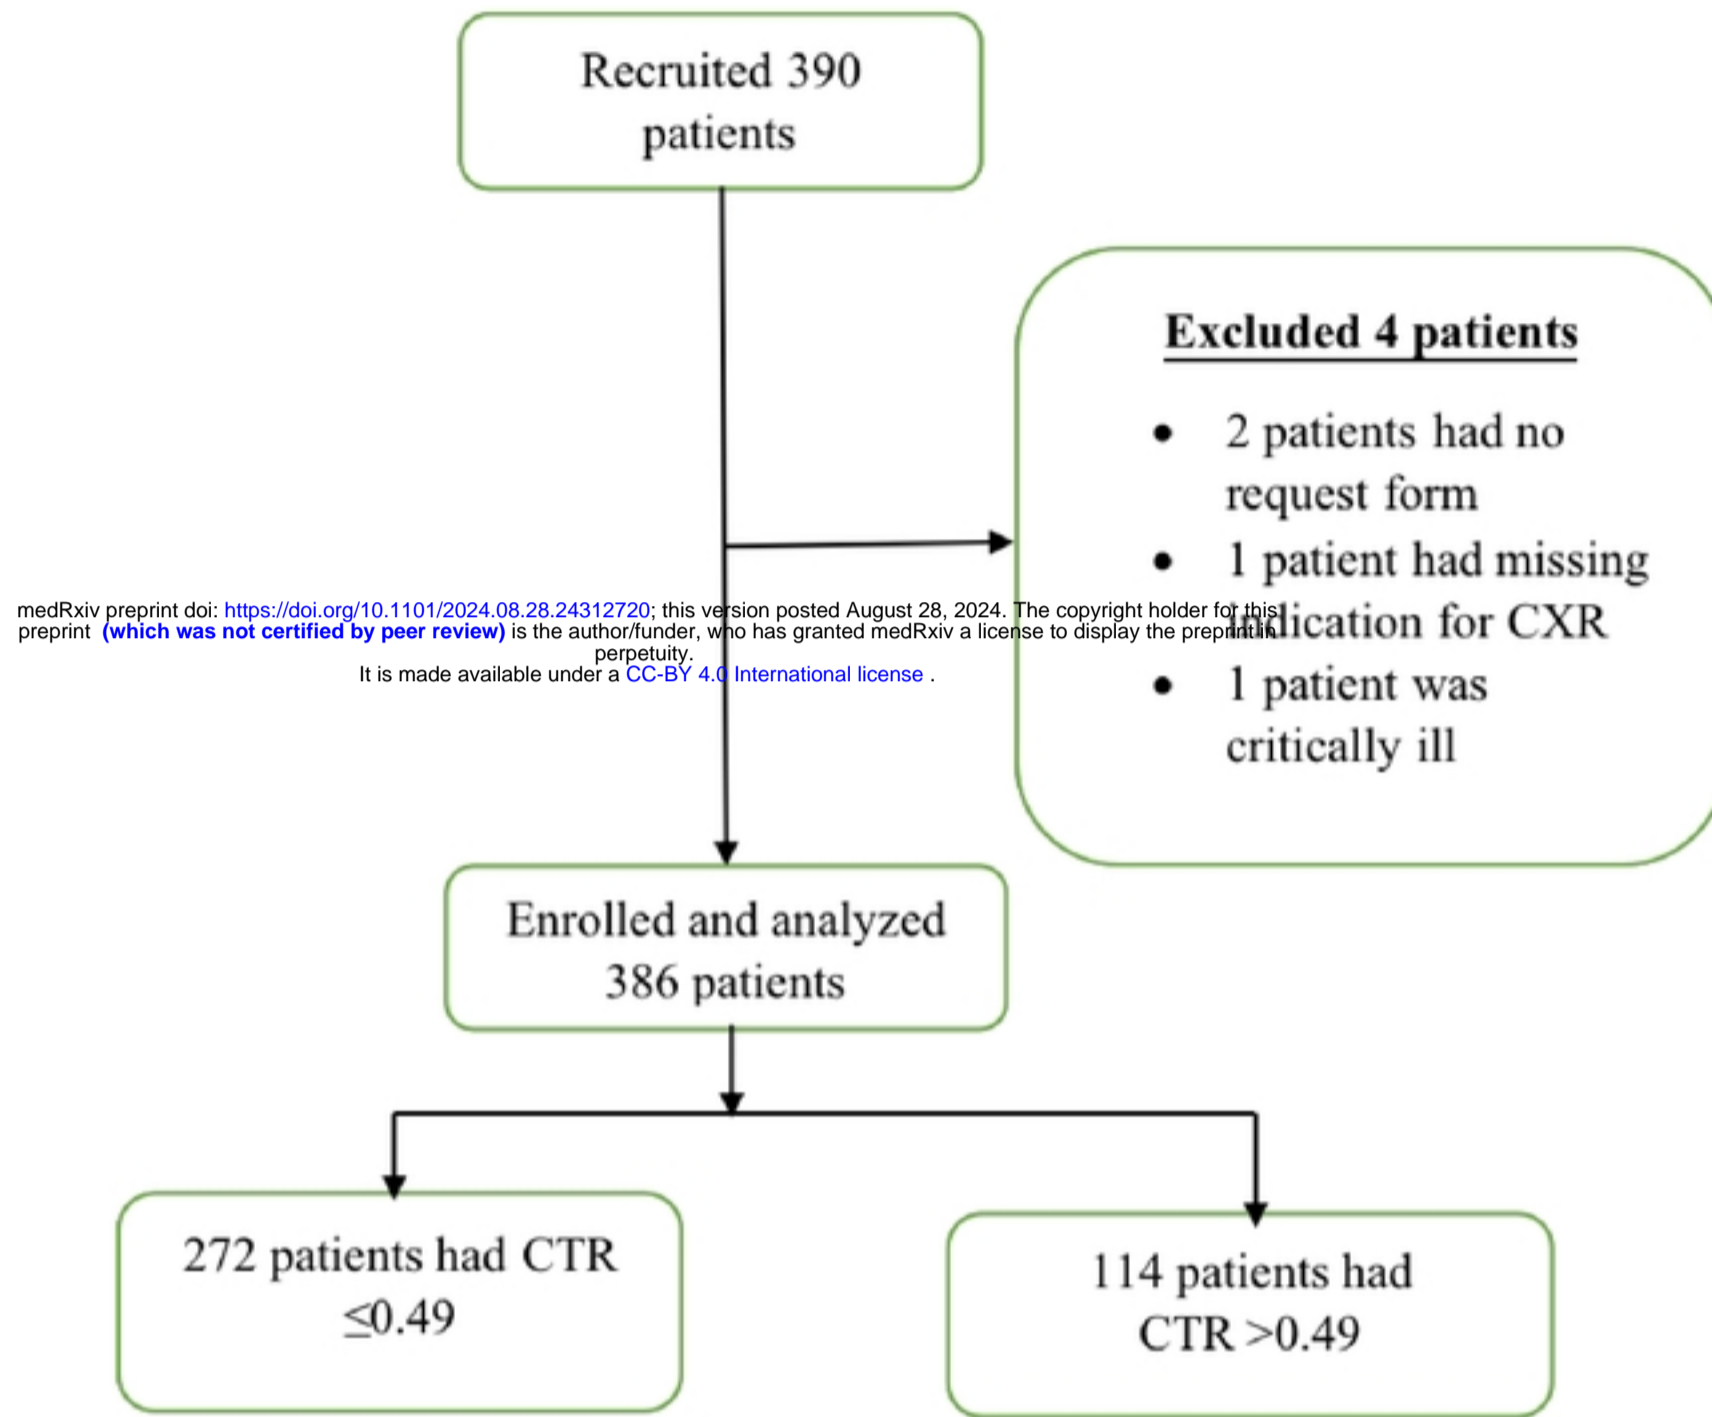 Recruited 390
patients
Excluded 4 patients
• 2 patients had no
request form
• 1 patient had missing
indication for CXR
• 1 patient was
critically ill
medRxiv preprint doi: https://doi.org/10.1101/2024.08.28.24312720; this version posted August 28, 2024. The copyright holder for this
preprint (which was not certified by peer review) is the author/funder, who has granted medRxiv a license to display the preprint in
perpetuity.
It is made available under a CC-BY 4.0 International license .
Enrolled and analyzed
386 patients
272 patients had CTR
≤0.49
114 patients had
CTR >0.49